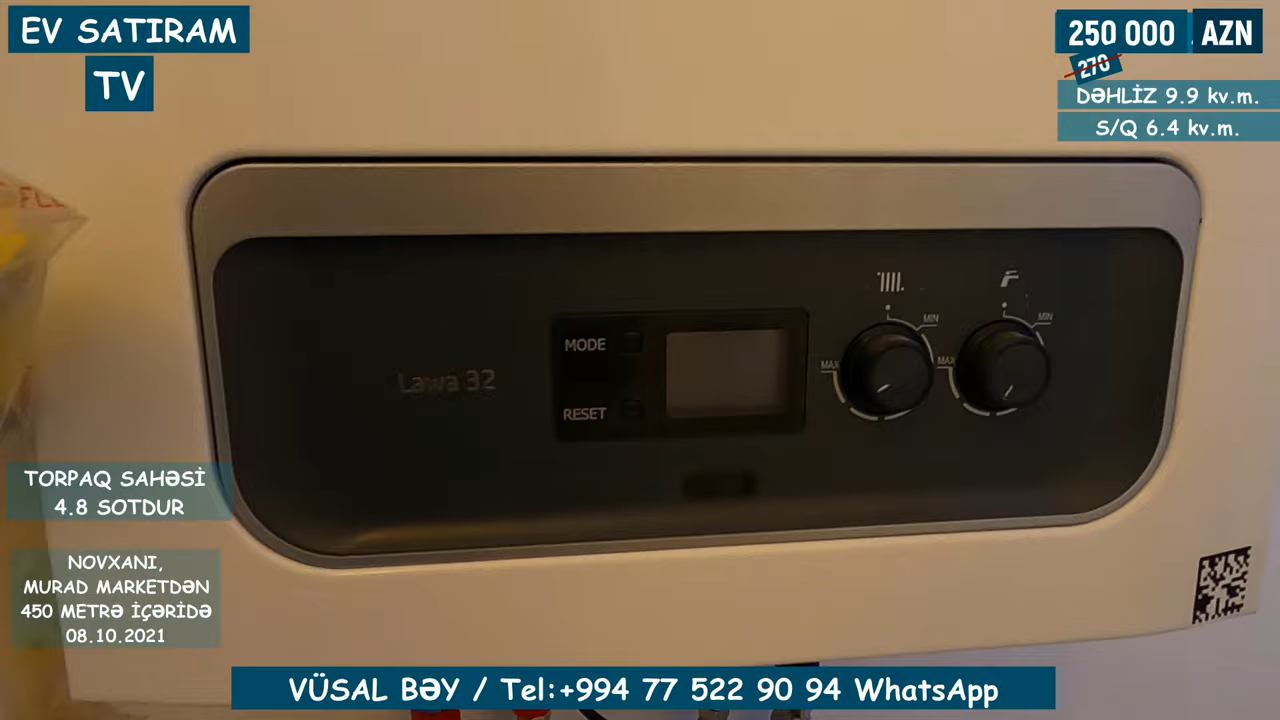 EV SATIRAM
TV
250 000 AZN
270
DƏHLİZ 9.9 kv.m.
S/Q 6.4 kv.m.
MIN
MIN
MODE
MAX
MAX
Lawa 32
RESET
TORPAQ SAHƏSİ
4.8 SOTDUR
NOVXANI,
MURAD MARKETDƏN
450 METRƏ İÇƏRİDƏ
08.10.2021
VÜSAL BƏY / Tel:+994 77 522 90 94 WhatsApp